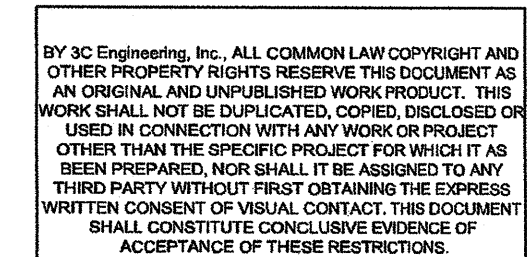 BY 3C Engineering, Inc., ALL COMMON LAW COPYRIGHT AND
OTHER PROPERTY RIGHTS RESERVE THIS DOCUMENT AS
AN ORIGINAL AND UNPUBLISHED WORK PRODUCT. THIS
WORK SHALL NOT BE DUPLICATED, COPIED, DISCLOSED OR
USED IN CONNECTION WITH ANY WORK OR PROJECT
OTHER THAN THE SPECIFIC PROJECT FOR WHICH IT AS
BEEN PREPARED, NOR SHALL IT BE ASSIGNED TO ANY
THIRD PARTY WITHOUT FIRST OBTAINING THE EXPRESS
WRITTEN CONSENT OF VISUAL CONTACT. THIS DOCUMENT
SHALL CONSTITUTE CONCLUSIVE EVIDENCE OF
ACCEPTANCE OF THESE RESTRICTIONS.